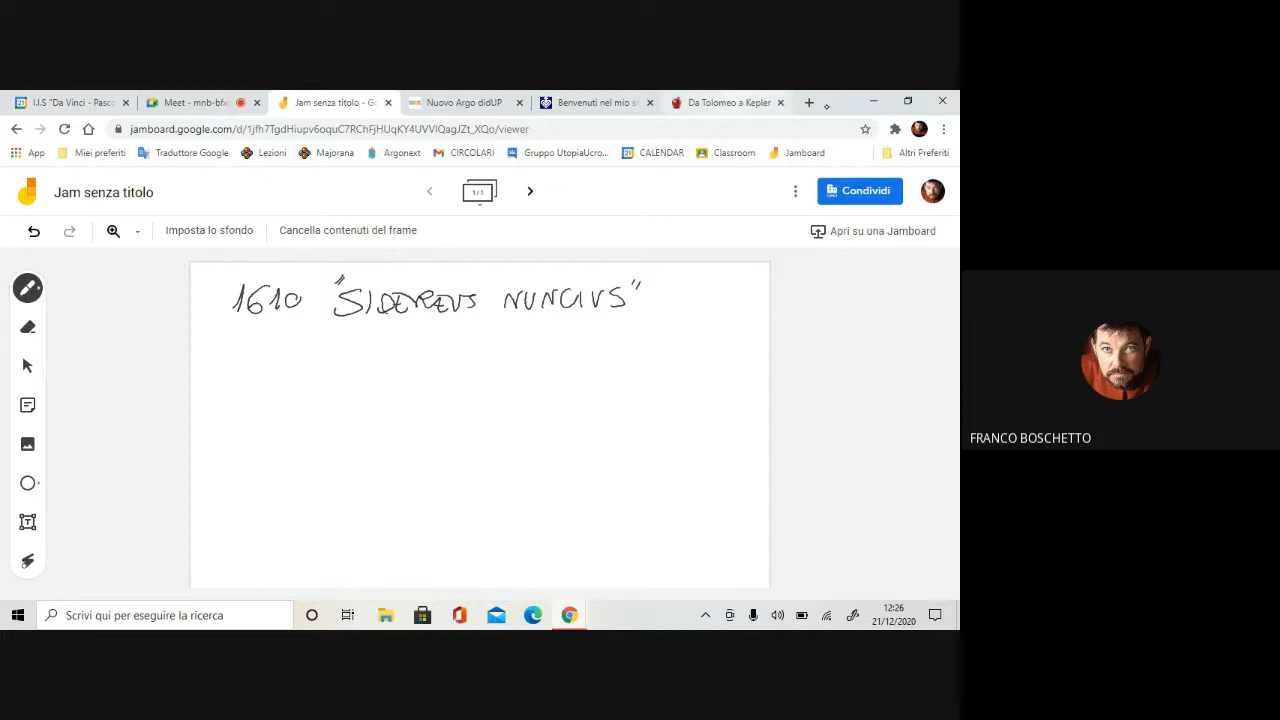 I.I.S "Da Vinci - Pasco
Meet - mnb-bfx
Jam senza titolo - Go
Nuovo Argo didUP
Benvenuti nel mio s
Da Tolomeo a Kepler
jamboard.google.com/d/1jfh7TgdHiupv6oquC7RChFjHUqKY4UVVlQagJZt_XQo/viewer
App Miei preferiti Traduttore Google Lezioni Majorana Argonext CIRCOLARI Gruppo UtopiaUcro... CALENDAR Classroom Jamboard Altri Preferiti
Jam senza titolo
1/1
Condividi
Imposta lo sfondo
Cancella contenuti del frame
Apri su una Jamboard
1610 "SIDEREUS NUNCIUS"
FRANCO BOSCHETTO
Scrivi qui per eseguire la ricerca
12:26
21/12/2020